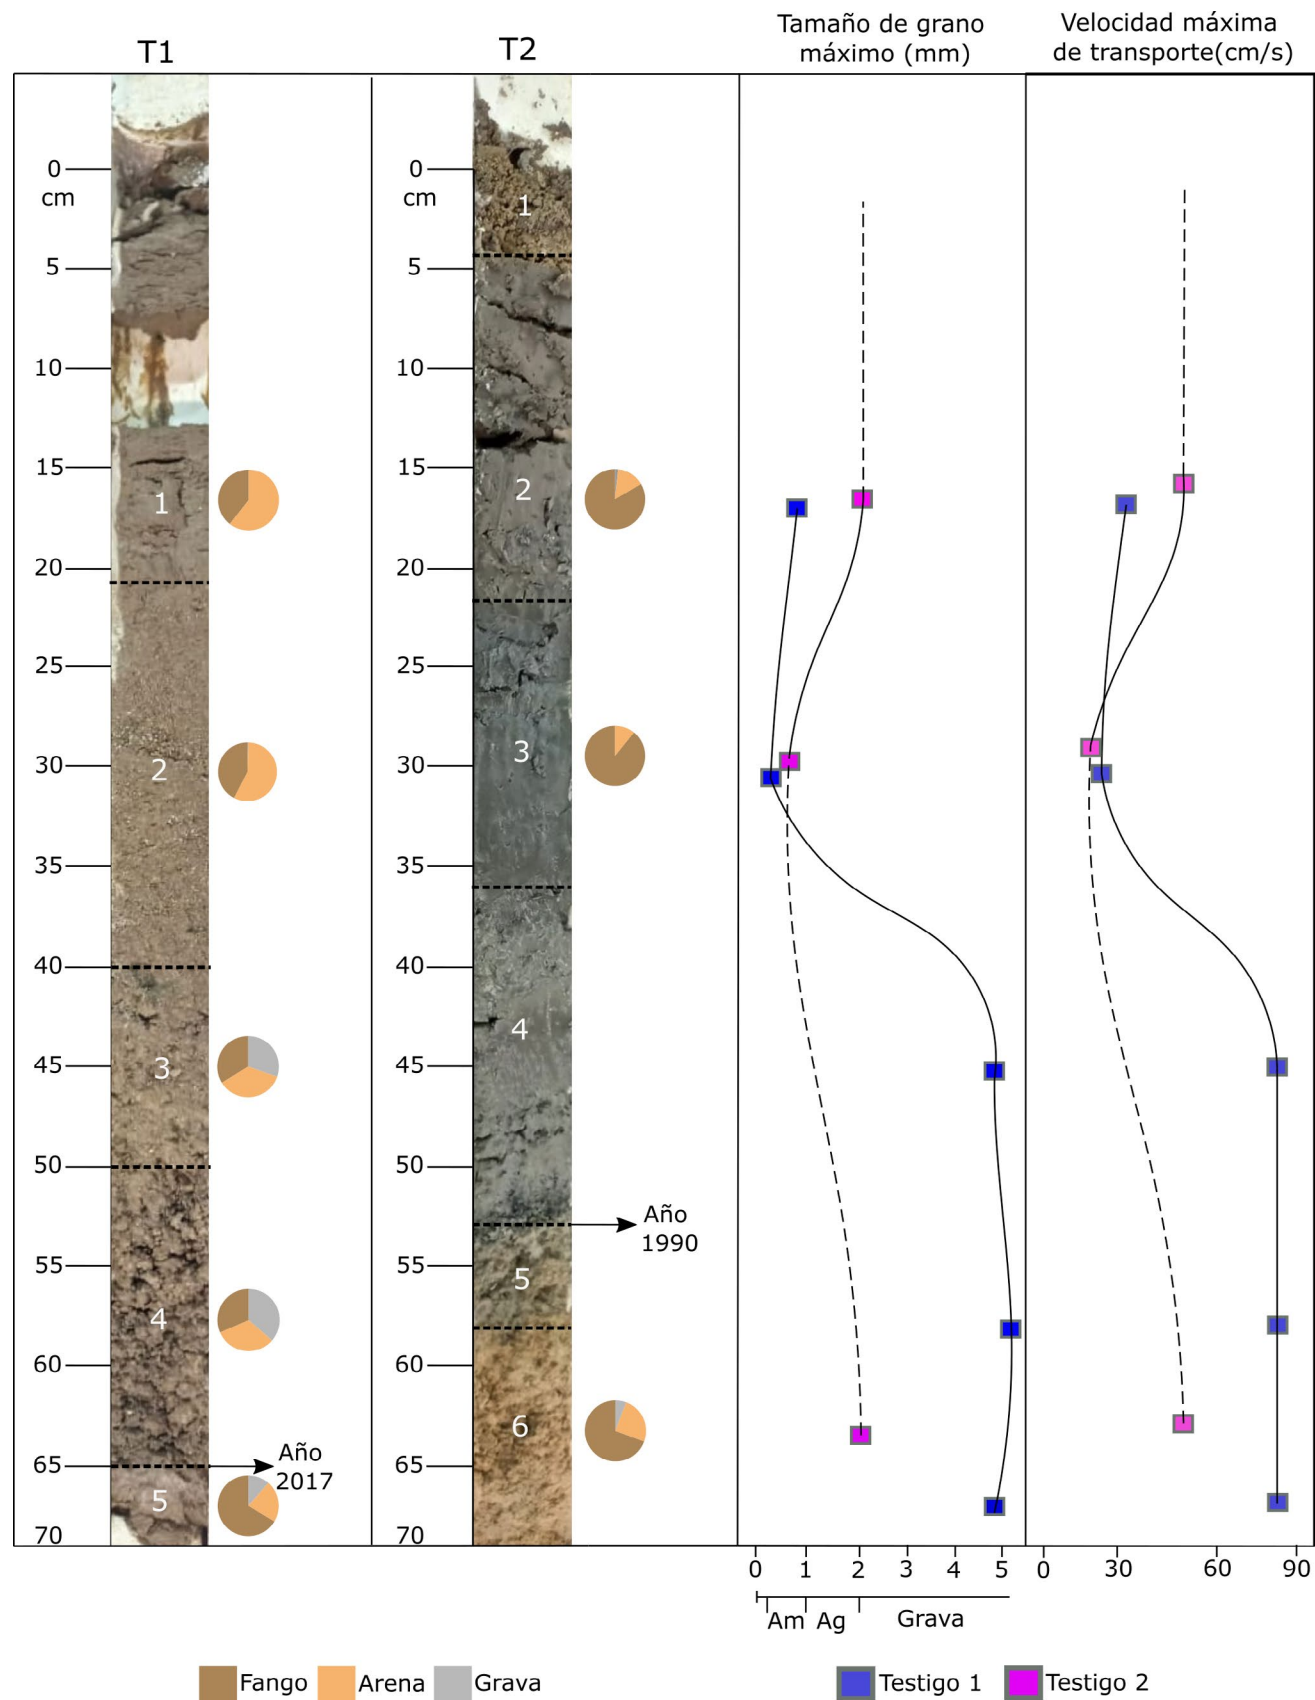 T1
T2
Tamaño de grano
máximo (mm)
Velocidad máxima
de transporte(cm/s)
0
cm
5
10
15
20
25
30
35
40
45
50
55
60
65
70
1
2
3
4
5
Año
2017
0
cm
5
10
15
20
25
30
35
40
45
50
55
60
65
70
1
2
3
4
5
6
Año
1990
0 1 2 3 4 5
Am Ag Grava
0 30 60 90
Fango Arena Grava
Testigo 1 Testigo 2